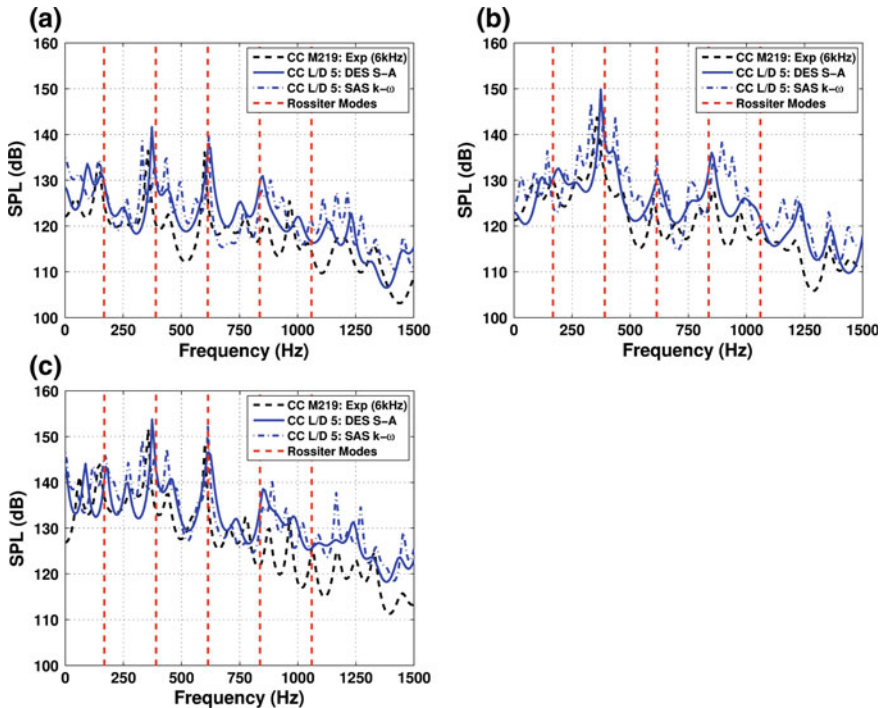 (a)
160
150
140
130
120
110
100
SPL (dB)
CC M219: Exp (6kHz)
CC L/D 5: DES S-A
CC L/D 5: SAS k-ω
Rossiter Modes
0 250 500 750 1000 1250 1500
Frequency (Hz)
(b)
160
150
140
130
120
110
100
SPL (dB)
CC M219: Exp (6kHz)
CC L/D 5: DES S-A
CC L/D 5: SAS k-ω
Rossiter Modes
0 250 500 750 1000 1250 1500
Frequency (Hz)
(c)
160
150
140
130
120
110
100
SPL (dB)
CC M219: Exp (6kHz)
CC L/D 5: DES S-A
CC L/D 5: SAS k-ω
Rossiter Modes
0 250 500 750 1000 1250 1500
Frequency (Hz)